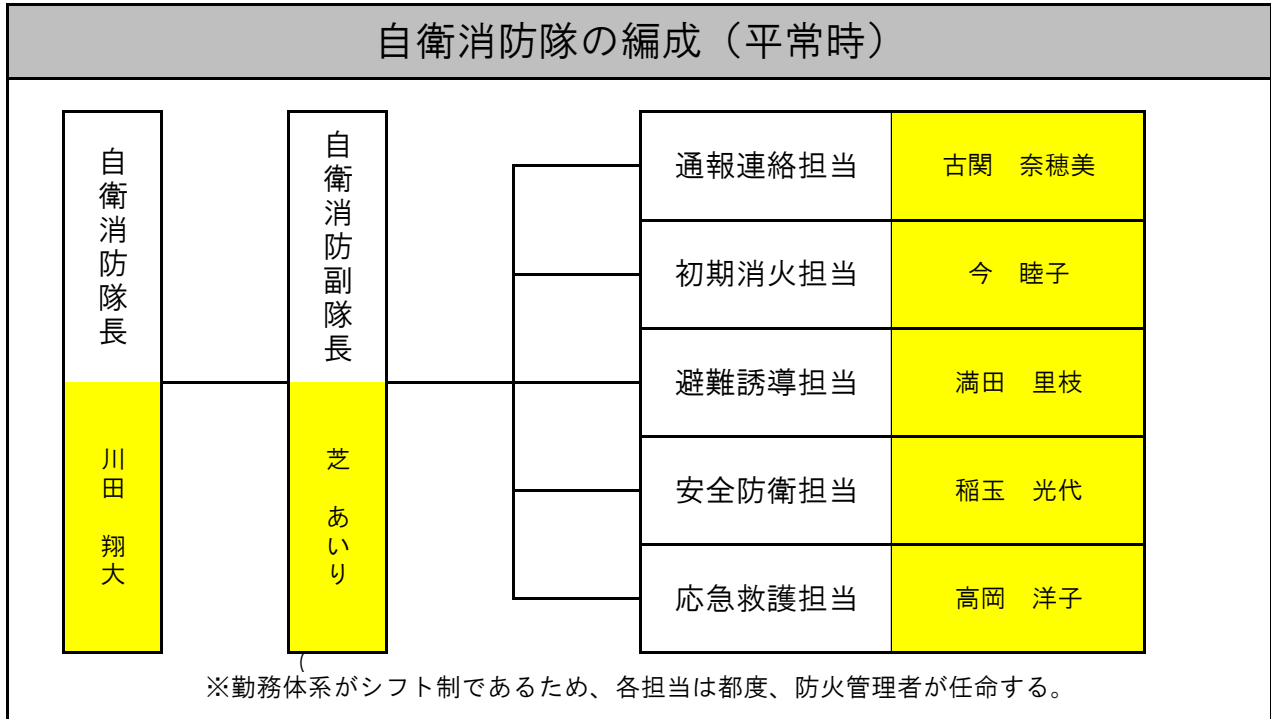 自衛消防隊の編成（平常時）
自衛消防隊長
川田　翔大
自衛消防副隊長
芝　あいり
通報連絡担当
古関　奈穂美
初期消火担当
今　睦子
避難誘導担当
満田　里枝
安全防衛担当
稲玉　光代
応急救護担当
高岡　洋子
（
※勤務体系がシフト制であるため、各担当は都度、防火管理者が任命する。